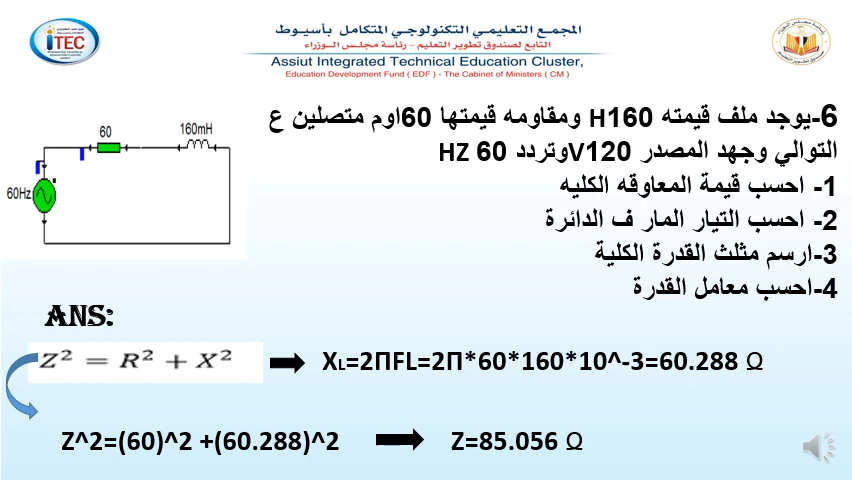 المجمع التعليمي التكنولوجي المتكامل بأسيوط
التابع لصندوق تطوير التعليم - رئاسة مجلس الوزراء
Assiut Integrated Technical Education Cluster,
Education Development Fund ( EDF ) - The Cabinet of Ministers ( CM )
iTEC
6-يوجد ملف قيمته H160 ومقاومه قيمتها 60اوم متصلين ع
التوالي وجهد المصدر V120وتردد 60 HZ
1- احسب قيمة المعاوقه الكليه
2- احسب التيار المار ف الدائرة
3-ارسم مثلث القدرة الكلية
4-احسب معامل القدرة
60
160mH
60Hz
ANS:
Z² = R² + X²
XL=2ΠFL=2Π*60*160*10^-3=60.288 Ω
Z^2=(60)^2 +(60.288)^2
Z=85.056 Ω